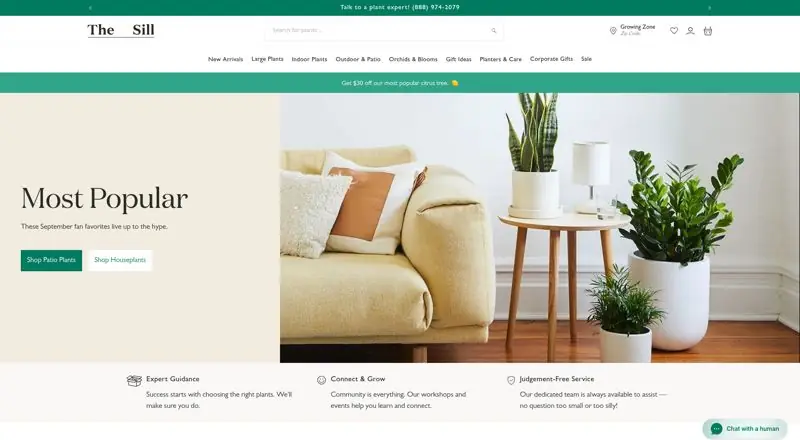 Talk to a plant expert! (888) 974-2079
The Sill
Search for plants...
Growing Zone
Zip Code
New Arrivals Large Plants Indoor Plants Outdoor & Patio Orchids & Blooms Gift Ideas Planters & Care Corporate Gifts Sale
Get $30 off our most popular citrus tree. 🍋
Most Popular
These September fan favorites live up to the hype.
Shop Patio Plants Shop Houseplants
Expert Guidance
Success starts with choosing the right plants. We'll
make sure you do.
Connect & Grow
Community is everything. Our workshops and
events help you learn and connect.
Judgement-Free Service
Our dedicated team is always available to assist —
no question too small or too silly!
Chat with a human